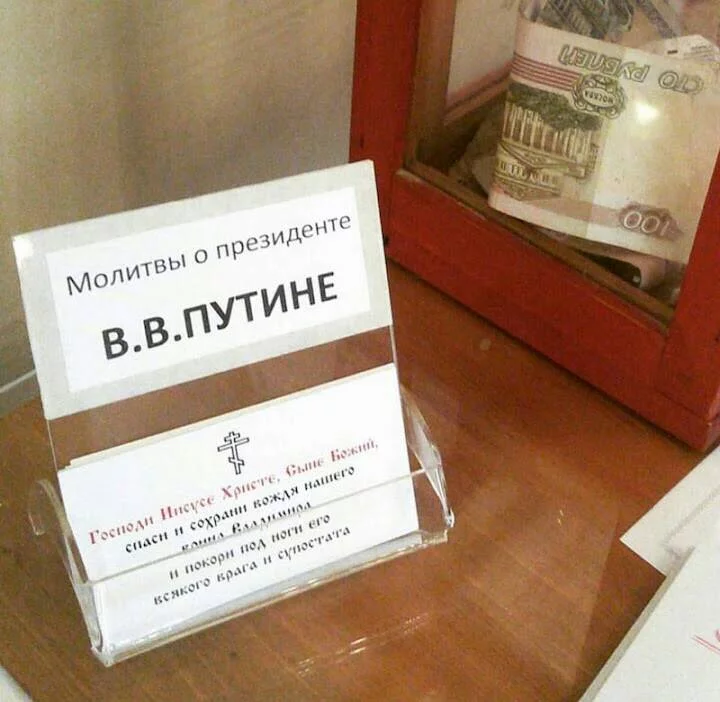 Молитвы о президенте
В.В.ПУТИНЕ
Господи Иисусе Христе, Сыне Божий,
спаси и сохрани вождя нашего
воина Владимира
и покори под ноги его
всякого врага и супостата
СТО РУБЛЕЙ
МОСКВА
100